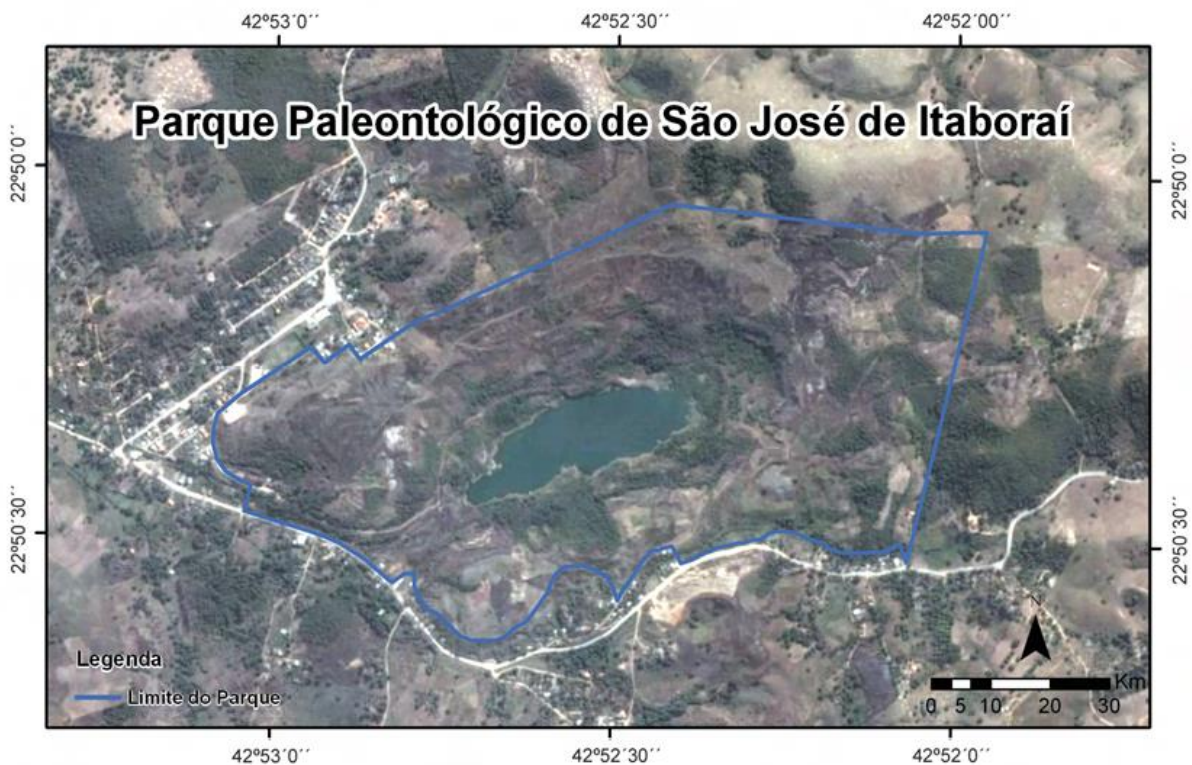 42º53´0´´ 42º52´30´´ 42º52´00´´
Parque Paleontológico de São José de Itaboraí
22º50´0´´
22º50´0´´
22º50´30´´
22º50´30´´
N
Legenda
Limite do Parque
Km
0 5 10 20 30
42º53´0´´ 42º52´30´´ 42º52´0´´